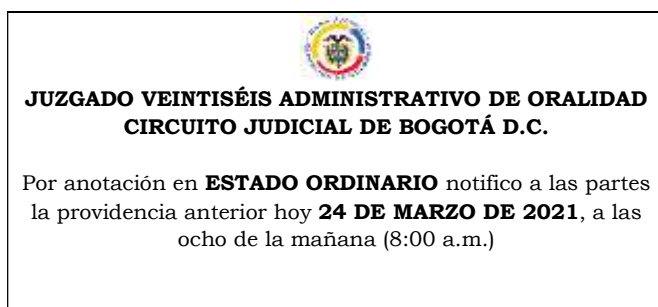 JUZGADO VEINTISÉIS ADMINISTRATIVO DE ORALIDAD
CIRCUITO JUDICIAL DE BOGOTÁ D.C.
Por anotación en ESTADO ORDINARIO notifico a las partes
la providencia anterior hoy 24 DE MARZO DE 2021, a las
ocho de la mañana (8:00 a.m.)